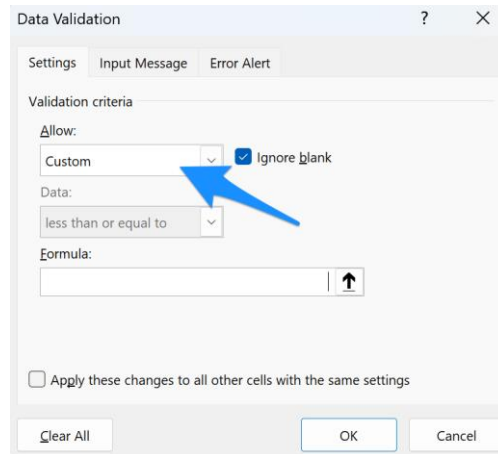 Data Validation ? ×
Settings Input Message Error Alert
Validation criteria
Allow:
Custom Ignore blank
Data:
less than or equal to
Formula:
Apply these changes to all other cells with the same settings
Clear All OK Cancel